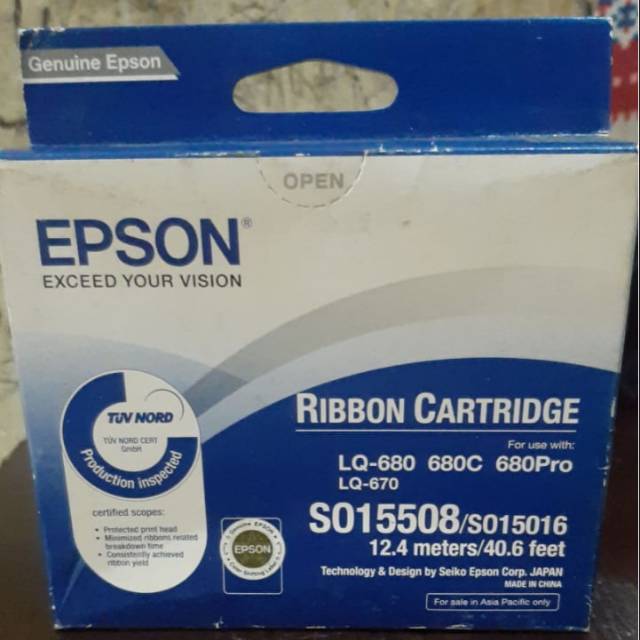 Genuine Epson
OPEN
EPSON®
EXCEED YOUR VISION
TÜV NORD
TÜV NORD CERT
GmbH
Production inspected
certified scopes:
• Protected print head
• Minimized ribbons related
breakdown time
• Consistently achieved
ribbon yield
Genuine EPSON
EPSON
RIBBON CARTRIDGE
For use with:
LQ-680 680C 680Pro
LQ-670
S015508/S015016
12.4 meters/40.6 feet
Technology & Design by Seiko Epson Corp. JAPAN
MADE IN CHINA
For sale in Asia Pacific only